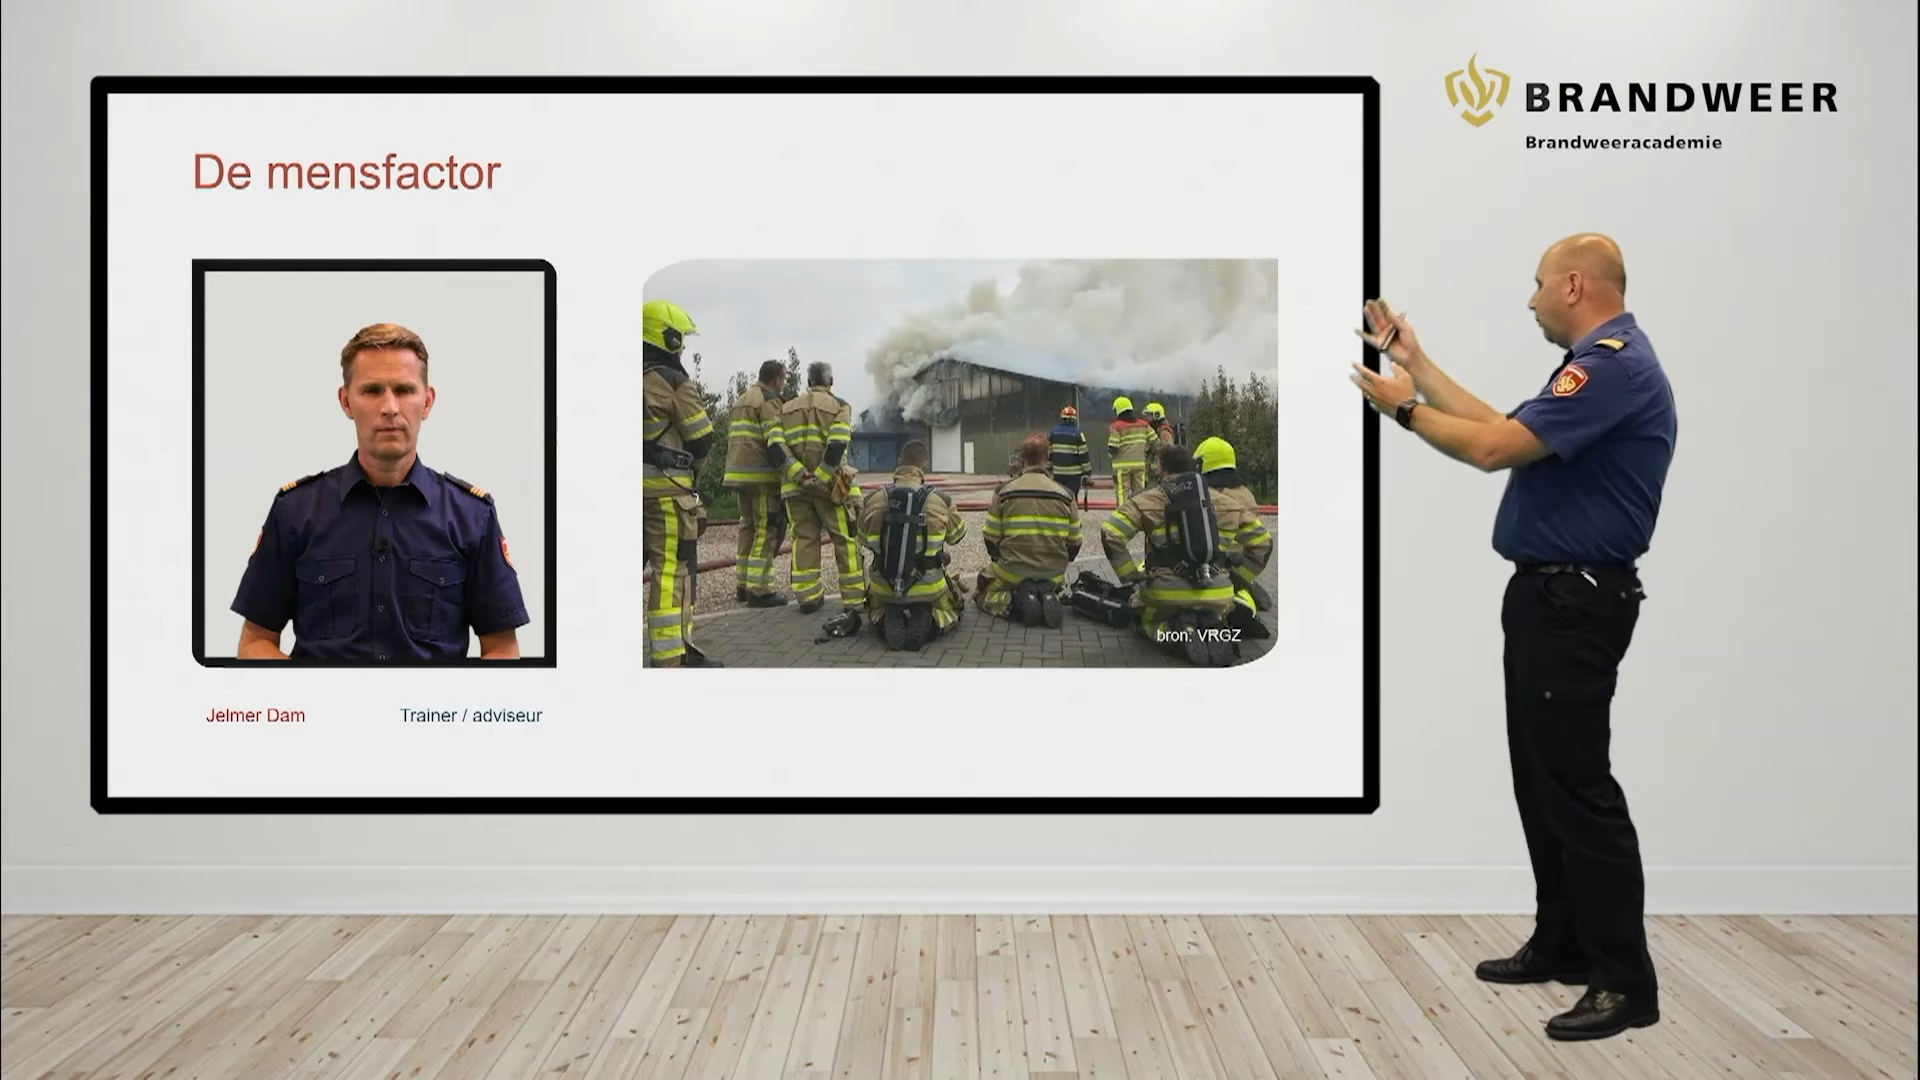 BRANDWEER
Brandweeracademie
De mensfactor
bron: VRGZ
Jelmer Dam
Trainer / adviseur